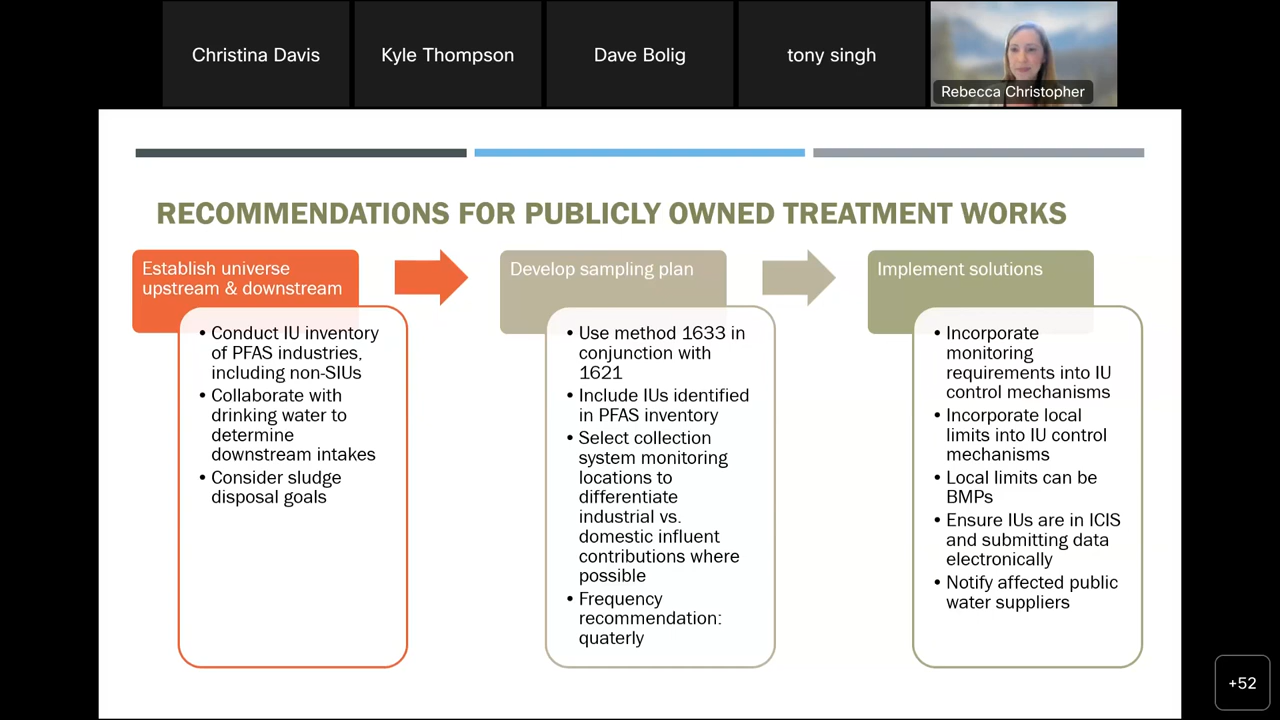 Christina Davis
Kyle Thompson
Dave Bolig
tony singh
Rebecca Christopher
RECOMMENDATIONS FOR PUBLICLY OWNED TREATMENT WORKS
Establish universe
upstream & downstream
• Conduct IU inventory
of PFAS industries,
including non-SIUs
• Collaborate with
drinking water to
determine
downstream intakes
• Consider sludge
disposal goals
Develop sampling plan
• Use method 1633 in
conjunction with
1621
• Include IUs identified
in PFAS inventory
• Select collection
system monitoring
locations to
differentiate
industrial vs.
domestic influent
contributions where
possible
• Frequency
recommendation:
quaterly
Implement solutions
• Incorporate
monitoring
requirements into IU
control mechanisms
• Incorporate local
limits into IU control
mechanisms
• Local limits can be
BMPs
• Ensure IUs are in ICIS
and submitting data
electronically
• Notify affected public
water suppliers
+52